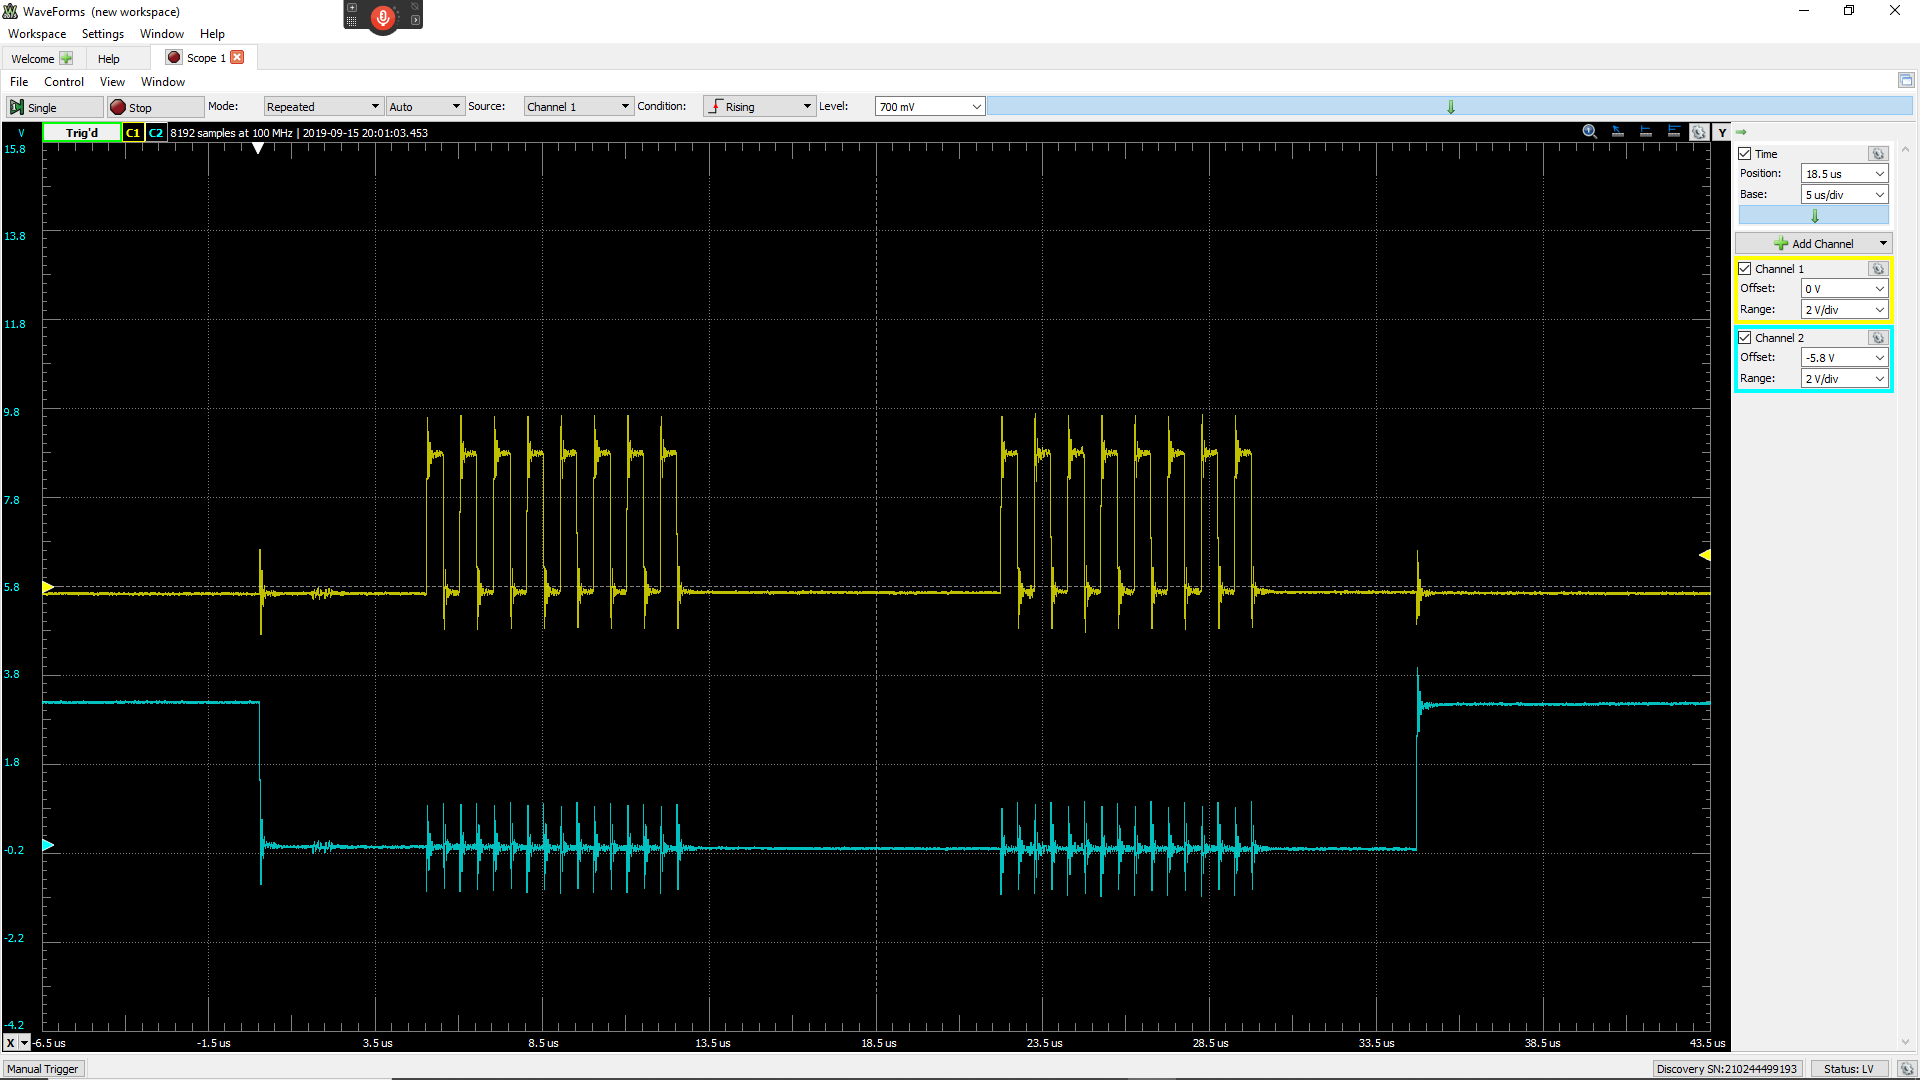 WaveForms (new workspace)
Workspace Settings Window Help
Welcome Help Scope 1
File Control View Window
Single Stop Mode: Repeated Auto Source: Channel 1 Condition: Rising Level: 700 mV
V Trig'd C1 C2 8192 samples at 100 MHz | 2019-09-15 20:01:03.453 Y
15.8
13.8
11.8
9.8
7.8
5.8
3.8
1.8
-0.2
-2.2
-4.2
X -6.5 us -1.5 us 3.5 us 8.5 us 13.5 us 18.5 us 23.5 us 28.5 us 33.5 us 38.5 us 43.5 us
Time
Position: 18.5 us
Base: 5 us/div
Add Channel
Channel 1
Offset: 0 V
Range: 2 V/div
Channel 2
Offset: -5.8 V
Range: 2 V/div
Manual Trigger Discovery SN:210244499193 Status: LV